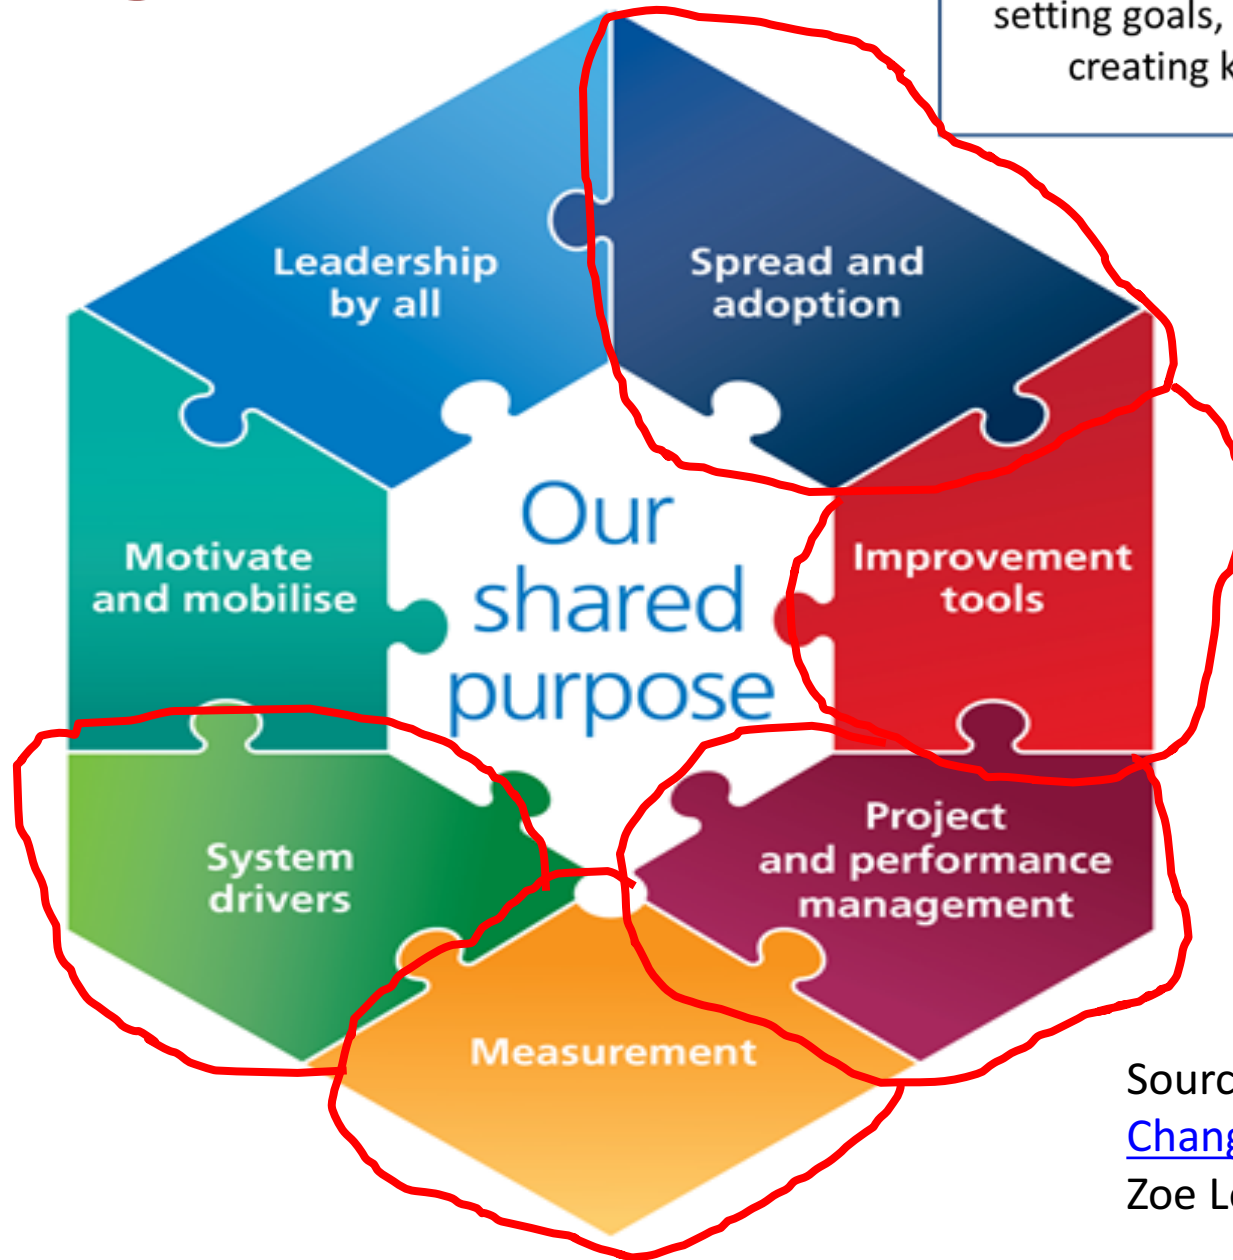 setting goals,
creating
Leadership
by all
Spread and
adoption
Motivate
and mobilise
Our
shared
purpose
Improvement
tools
System
drivers
Project
and performance
management
Measurement
Zoe